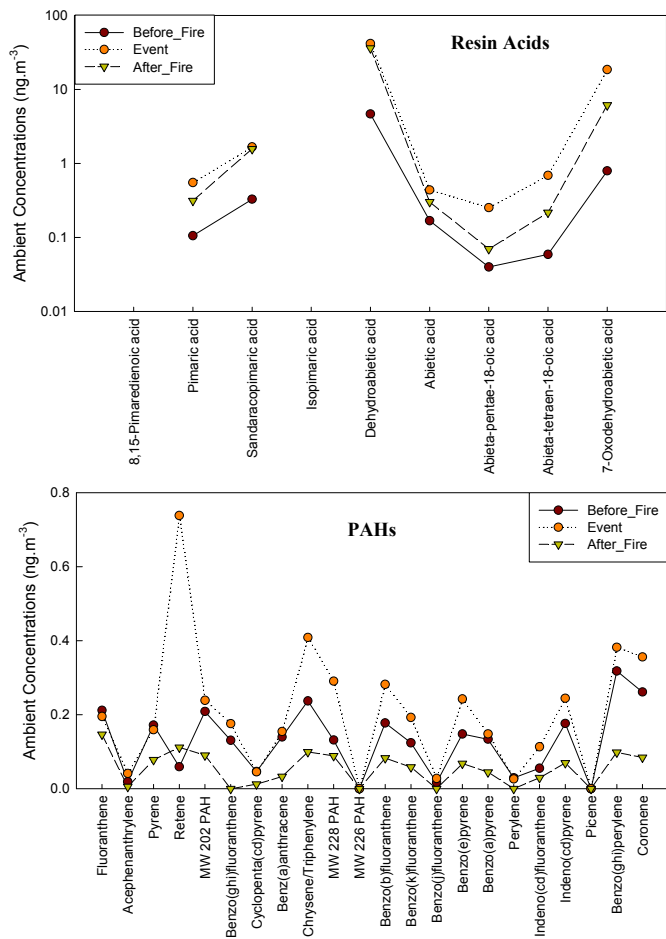 Resin Acids
Before_Fire
Event
After_Fire
Ambient Concentrations (ng.m-3)
100
10
1
0.1
0.01
8,15-Pimaredienoic acid
Pimaric acid
Sandaracopimaric acid
Isopimaric acid
Dehydroabietic acid
Abietic acid
Abieta-pentae-18-oic acid
Abieta-tetraen-18-oic acid
7-Oxodehydroabietic acid
PAHs
Before_Fire
Event
After_Fire
Ambient Concentrations (ng.m-3)
0.8
0.6
0.4
0.2
0.0
Fluoranthene
Acephenanthrylene
Pyrene
Retene
MW 202 PAH
Benzo(ghi)fluoranthene
Cyclopenta(cd)pyrene
Benz(a)anthracene
Chrysene/Triphenylene
MW 228 PAH
MW 226 PAH
Benzo(b)fluoranthene
Benzo(k)fluoranthene
Benzo(j)fluoranthene
Benzo(e)pyrene
Benzo(a)pyrene
Perylene
Indeno(cd)fluoranthene
Indeno(cd)pyrene
Picene
Benzo(ghi)perylene
Coronene